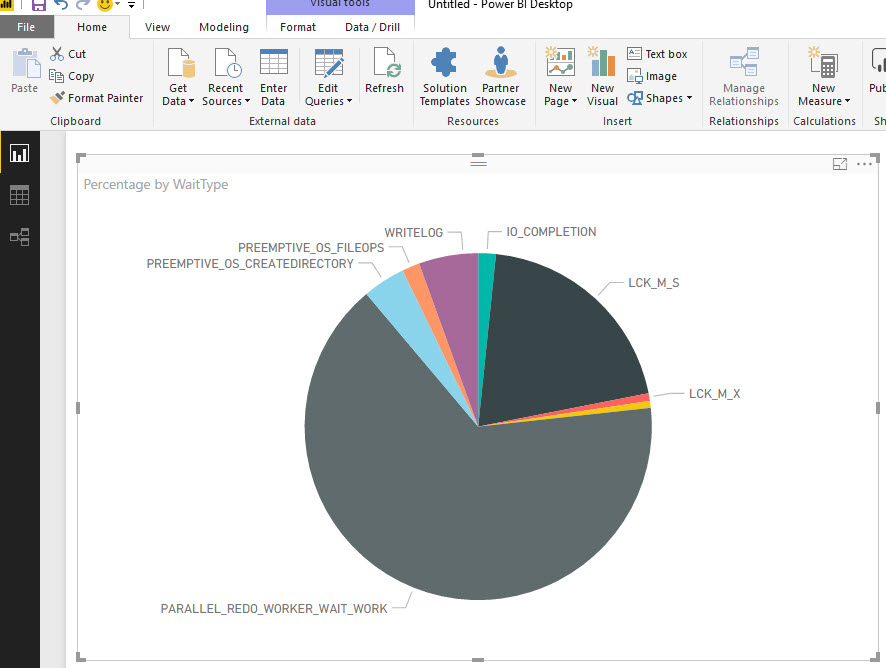 Visual tools
Untitled - Power BI Desktop
File
Home
View
Modeling
Format
Data / Drill
Paste
Cut
Copy
Format Painter
Clipboard
Get
Data
Recent
Sources
Enter
Data
Edit
Queries
Refresh
External data
Solution
Templates
Partner
Showcase
Resources
New
Page
New
Visual
Text box
Image
Shapes
Insert
Manage
Relationships
Relationships
New
Measure
Calculations
Percentage by WaitType
WRITELOG
IO_COMPLETION
PREEMPTIVE_OS_FILEOPS
PREEMPTIVE_OS_CREATEDIRECTORY
LCK_M_S
LCK_M_X
PARALLEL_REDO_WORKER_WAIT_WORK